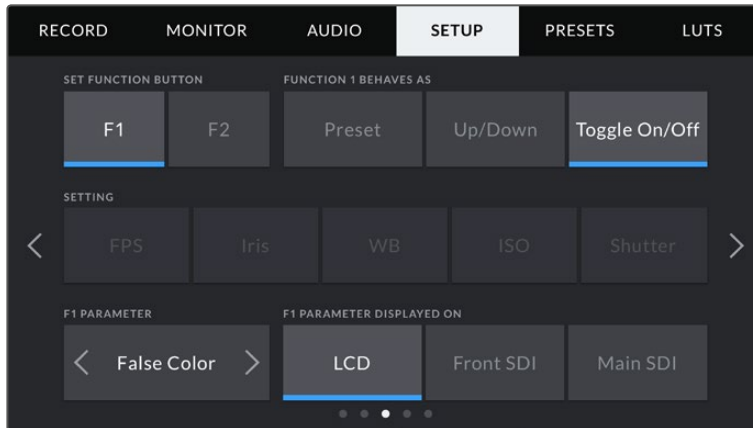 RECORD MONITOR AUDIO SETUP PRESETS LUTS
SET FUNCTION BUTTON FUNCTION 1 BEHAVES AS
F1 F2 Preset Up/Down Toggle On/Off
SETTING
FPS Iris WB ISO Shutter
F1 PARAMETER F1 PARAMETER DISPLAYED ON
False Color LCD Front SDI Main SDI